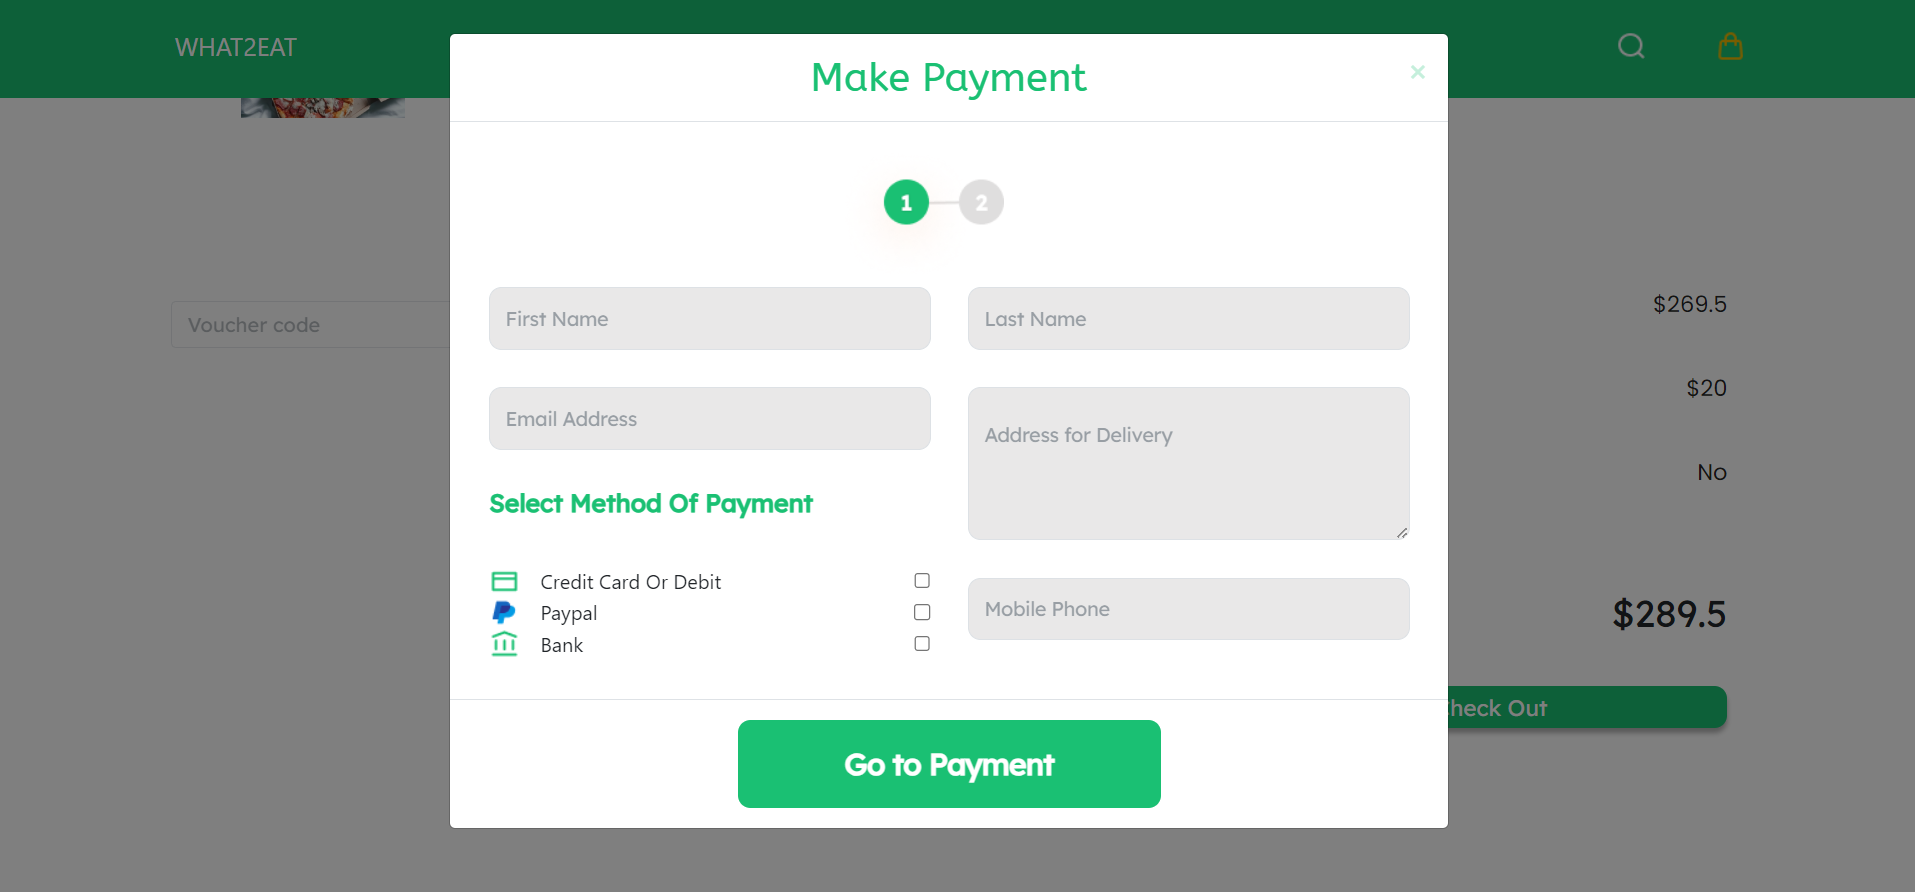 WHAT2EAT
Make Payment
×
1
2
First Name
Last Name
Voucher code
$269.5
Email Address
Address for Delivery
$20
No
Select Method Of Payment
Credit Card Or Debit
Paypal
Bank
Mobile Phone
$289.5
Check Out
Go to Payment